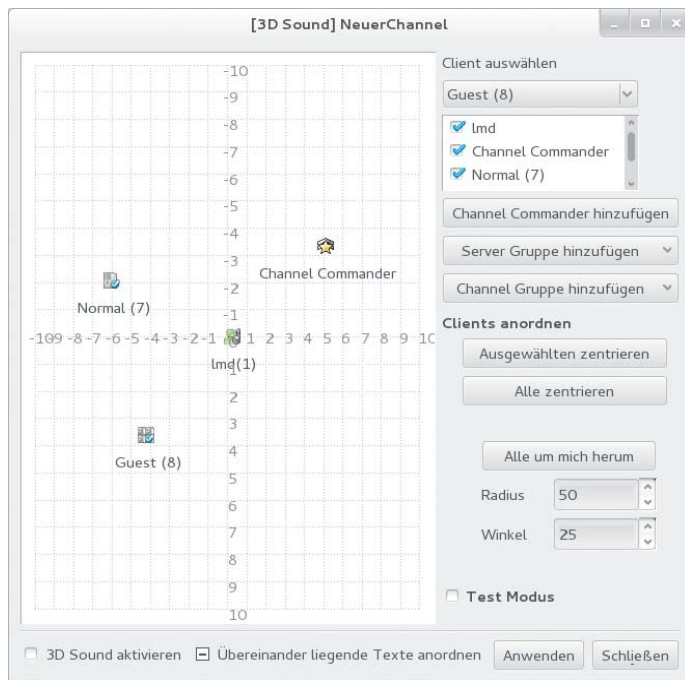 [3D Sound] NeuerChannel
Client auswählen
Guest (8)
lmd
Channel Commander
Normal (7)
Channel Commander hinzufügen
Server Gruppe hinzufügen
Channel Gruppe hinzufügen
Clients anordnen
Ausgewählten zentrieren
Alle zentrieren
Alle um mich herum
Radius 50
Winkel 25
Test Modus
-10
-9
-8
-7
-6
-5
-4
-3
-2
-1
Channel Commander
Normal (7)
-10 -9 -8 -7 -6 -5 -4 -3 -2 -1 1 2 3 4 5 6 7 8 9 10
lmd(1)
1
2
3
4
5
6
7
8
9
10
Guest (8)
3D Sound aktivieren Übereinander liegende Texte anordnen Anwenden Schließen